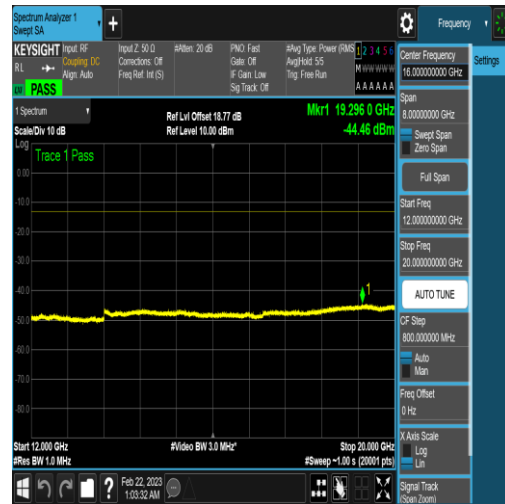 Spectrum Analyzer 1
Swept SA
+
Frequency
KEYSIGHT
Input: RF
Input Z: 50 Ω
#Atten: 20 dB
PNO: Fast
#Avg Type: Power (RMS
1 2 3 4 5 6
RL
Coupling: DC
Corrections: Off
Gate: Off
Avg|Hold: 5/5
M W W W W W
Align: Auto
Freq Ref: Int (S)
IF Gain: Low
Trig: Free Run
PASS
Sig Track: Off
A A A A A A
1 Spectrum
Ref Lvl Offset 18.77 dB
Mkr1 19.296 0 GHz
Scale/Div 10 dB
Ref Level 10.00 dBm
-44.46 dBm
Log
Trace 1 Pass
0.00
-10.0
-20.0
-30.0
-40.0
-50.0
-60.0
-70.0
-80.0
1
Start 12.000 GHz
#Video BW 3.0 MHz*
Stop 20.000 GHz
#Res BW 1.0 MHz
#Sweep ~1.00 s (20001 pts)
Feb 22, 2023
1:03:32 AM
?
Center Frequency
16.000000000 GHz
Settings
Span
8.00000000 GHz
Swept Span
Zero Span
Full Span
Start Freq
12.000000000 GHz
Stop Freq
20.000000000 GHz
AUTO TUNE
CF Step
800.000000 MHz
Auto
Man
Freq Offset
0 Hz
X Axis Scale
Log
Lin
Signal Track
(Span Zoom)